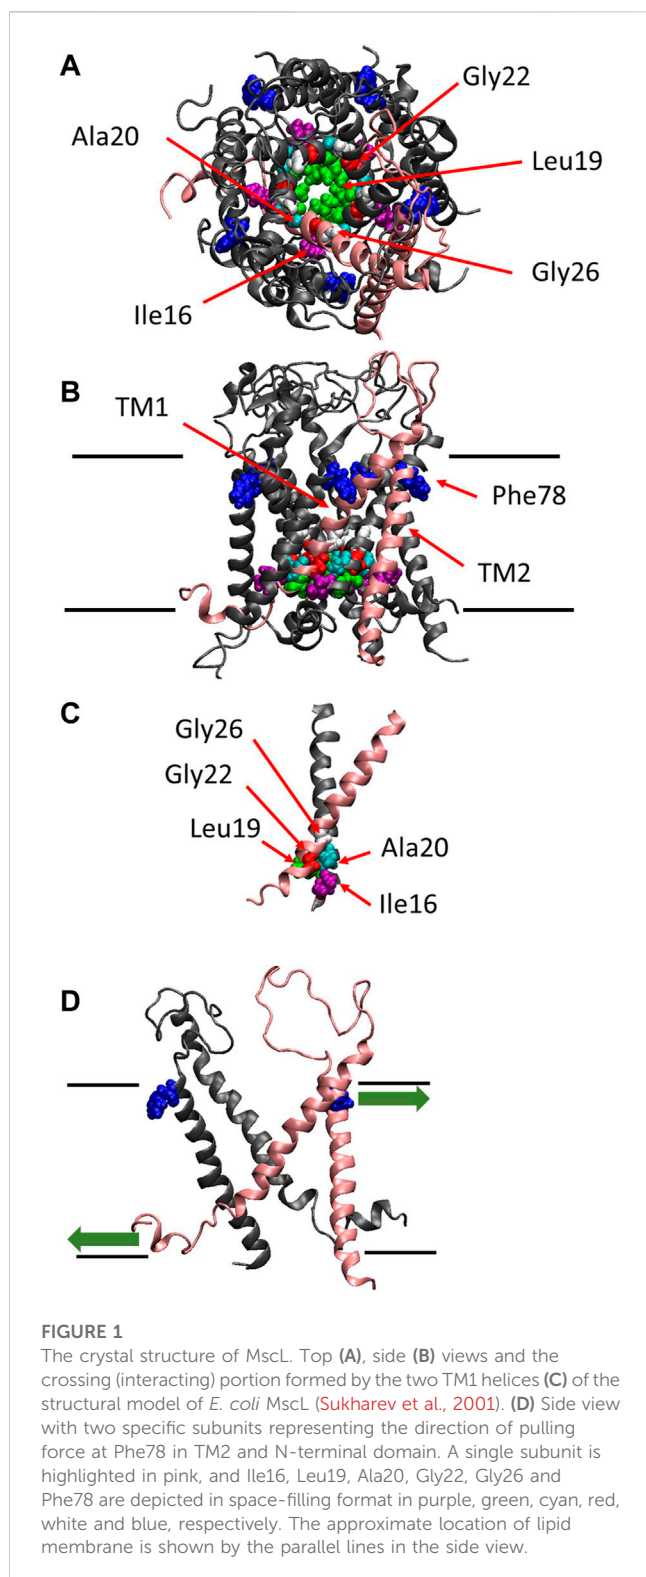 A
Gly22
Ala20
Leu19
Gly26
Ile16
B
TM1
Phe78
TM2
C
Gly26
Gly22
Leu19
Ala20
Ile16
D
FIGURE 1
The crystal structure of MscL. Top (A), side (B) views and the
crossing (interacting) portion formed by the two TM1 helices (C) of the
structural model of E. coli MscL (Sukharev et al., 2001). (D) Side view
with two specific subunits representing the direction of pulling
force at Phe78 in TM2 and N-terminal domain. A single subunit is
highlighted in pink, and Ile16, Leu19, Ala20, Gly22, Gly26 and
Phe78 are depicted in space-filling format in purple, green, cyan, red,
white and blue, respectively. The approximate location of lipid
membrane is shown by the parallel lines in the side view.